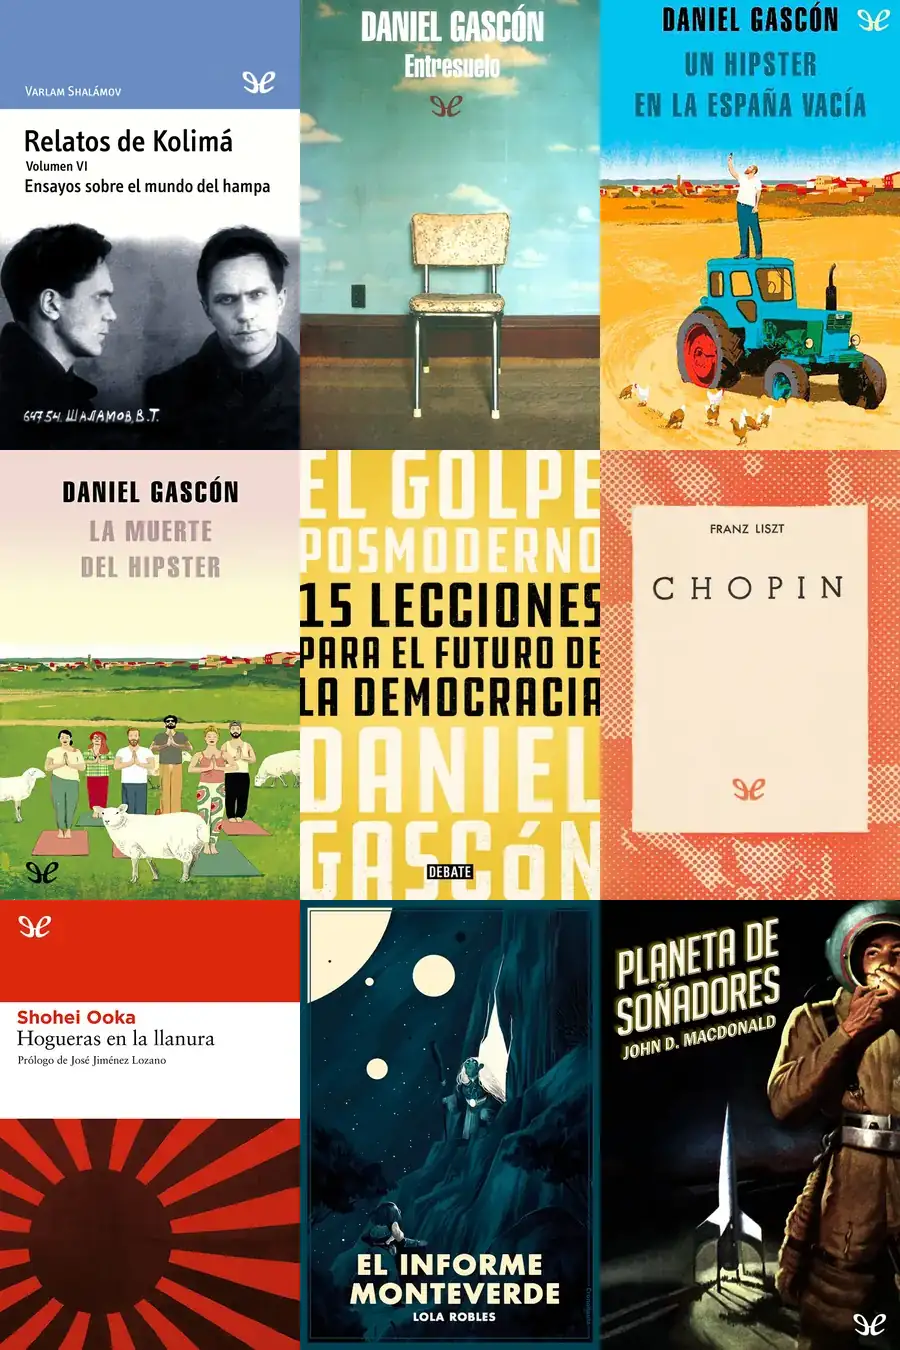 VARLAM SHALÁMOV
Relatos de Kolimá
Volumen VI
Ensayos sobre el mundo del hampa
DANIEL GASCÓN
Entresuelo
DANIEL GASCÓN
UN HIPSTER
EN LA ESPAÑA VACÍA
DANIEL GASCÓN
LA MUERTE
DEL HIPSTER
EL GOLPE
POSMODERNO
15 LECCIONES
PARA EL FUTURO DE
LA DEMOCRACIA
DANIEL
GASCÓN
DEBATE
FRANZ LISZT
CHOPIN
Shohei Ooka
Hogueras en la llanura
Prólogo de José Jiménez Lozano
EL INFORME
MONTEVERDE
LOLA ROBLES
PLANETA DE
SOÑADORES
JOHN D. MACDONALD